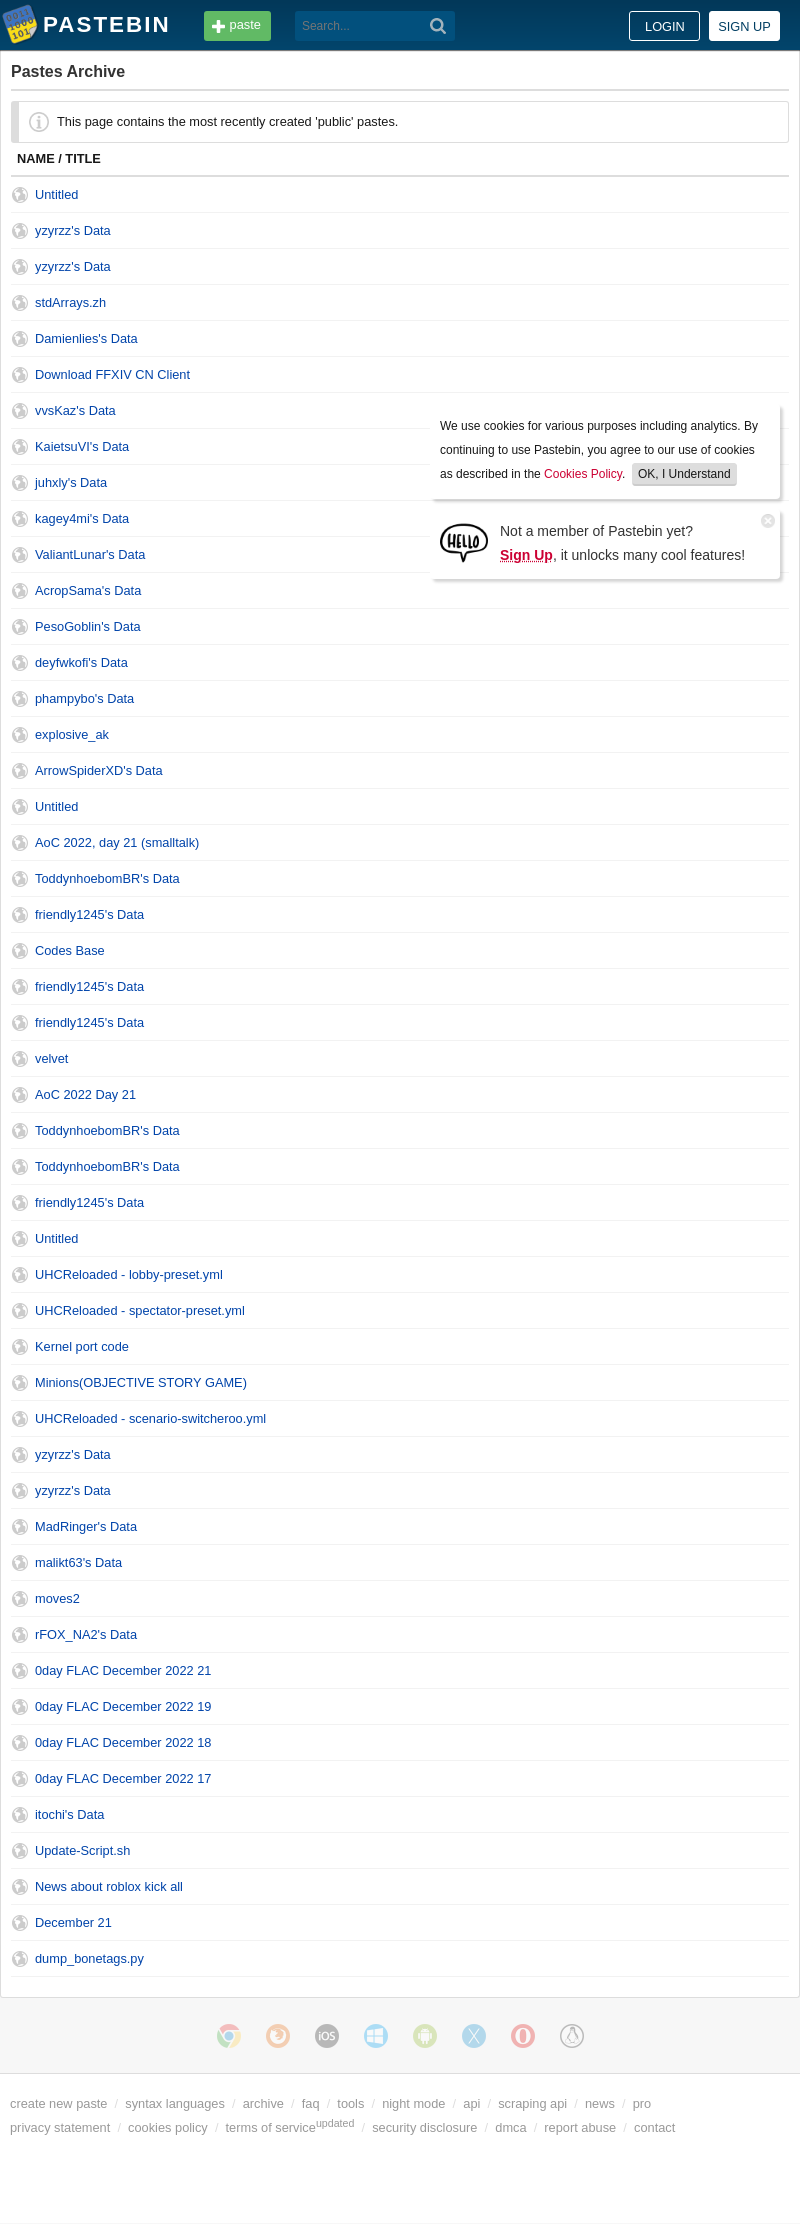 PASTEBIN
paste
Search...
LOGIN
SIGN UP
Pastes Archive
This page contains the most recently created 'public' pastes.
NAME / TITLE
Untitled
yzyrzz's Data
yzyrzz's Data
stdArrays.zh
Damienlies's Data
Download FFXIV CN Client
vvsKaz's Data
KaietsuVI's Data
juhxly's Data
kagey4mi's Data
ValiantLunar's Data
AcropSama's Data
PesoGoblin's Data
deyfwkofi's Data
phampybo's Data
explosive_ak
ArrowSpiderXD's Data
Untitled
AoC 2022, day 21 (smalltalk)
ToddynhoebomBR's Data
friendly1245's Data
Codes Base
friendly1245's Data
friendly1245's Data
velvet
AoC 2022 Day 21
ToddynhoebomBR's Data
ToddynhoebomBR's Data
friendly1245's Data
Untitled
UHCReloaded - lobby-preset.yml
UHCReloaded - spectator-preset.yml
Kernel port code
Minions(OBJECTIVE STORY GAME)
UHCReloaded - scenario-switcheroo.yml
yzyrzz's Data
yzyrzz's Data
MadRinger's Data
malikt63's Data
moves2
rFOX_NA2's Data
0day FLAC December 2022 21
0day FLAC December 2022 19
0day FLAC December 2022 18
0day FLAC December 2022 17
itochi's Data
Update-Script.sh
News about roblox kick all
December 21
dump_bonetags.py
We use cookies for various purposes including analytics. By
continuing to use Pastebin, you agree to our use of cookies
as described in the Cookies Policy. OK, I Understand
HELLO
Not a member of Pastebin yet?
Sign Up, it unlocks many cool features!
iOS
create new paste / syntax languages / archive / faq / tools / night mode / api / scraping api / news / pro
privacy statement / cookies policy / terms of service updated / security disclosure / dmca / report abuse / contact